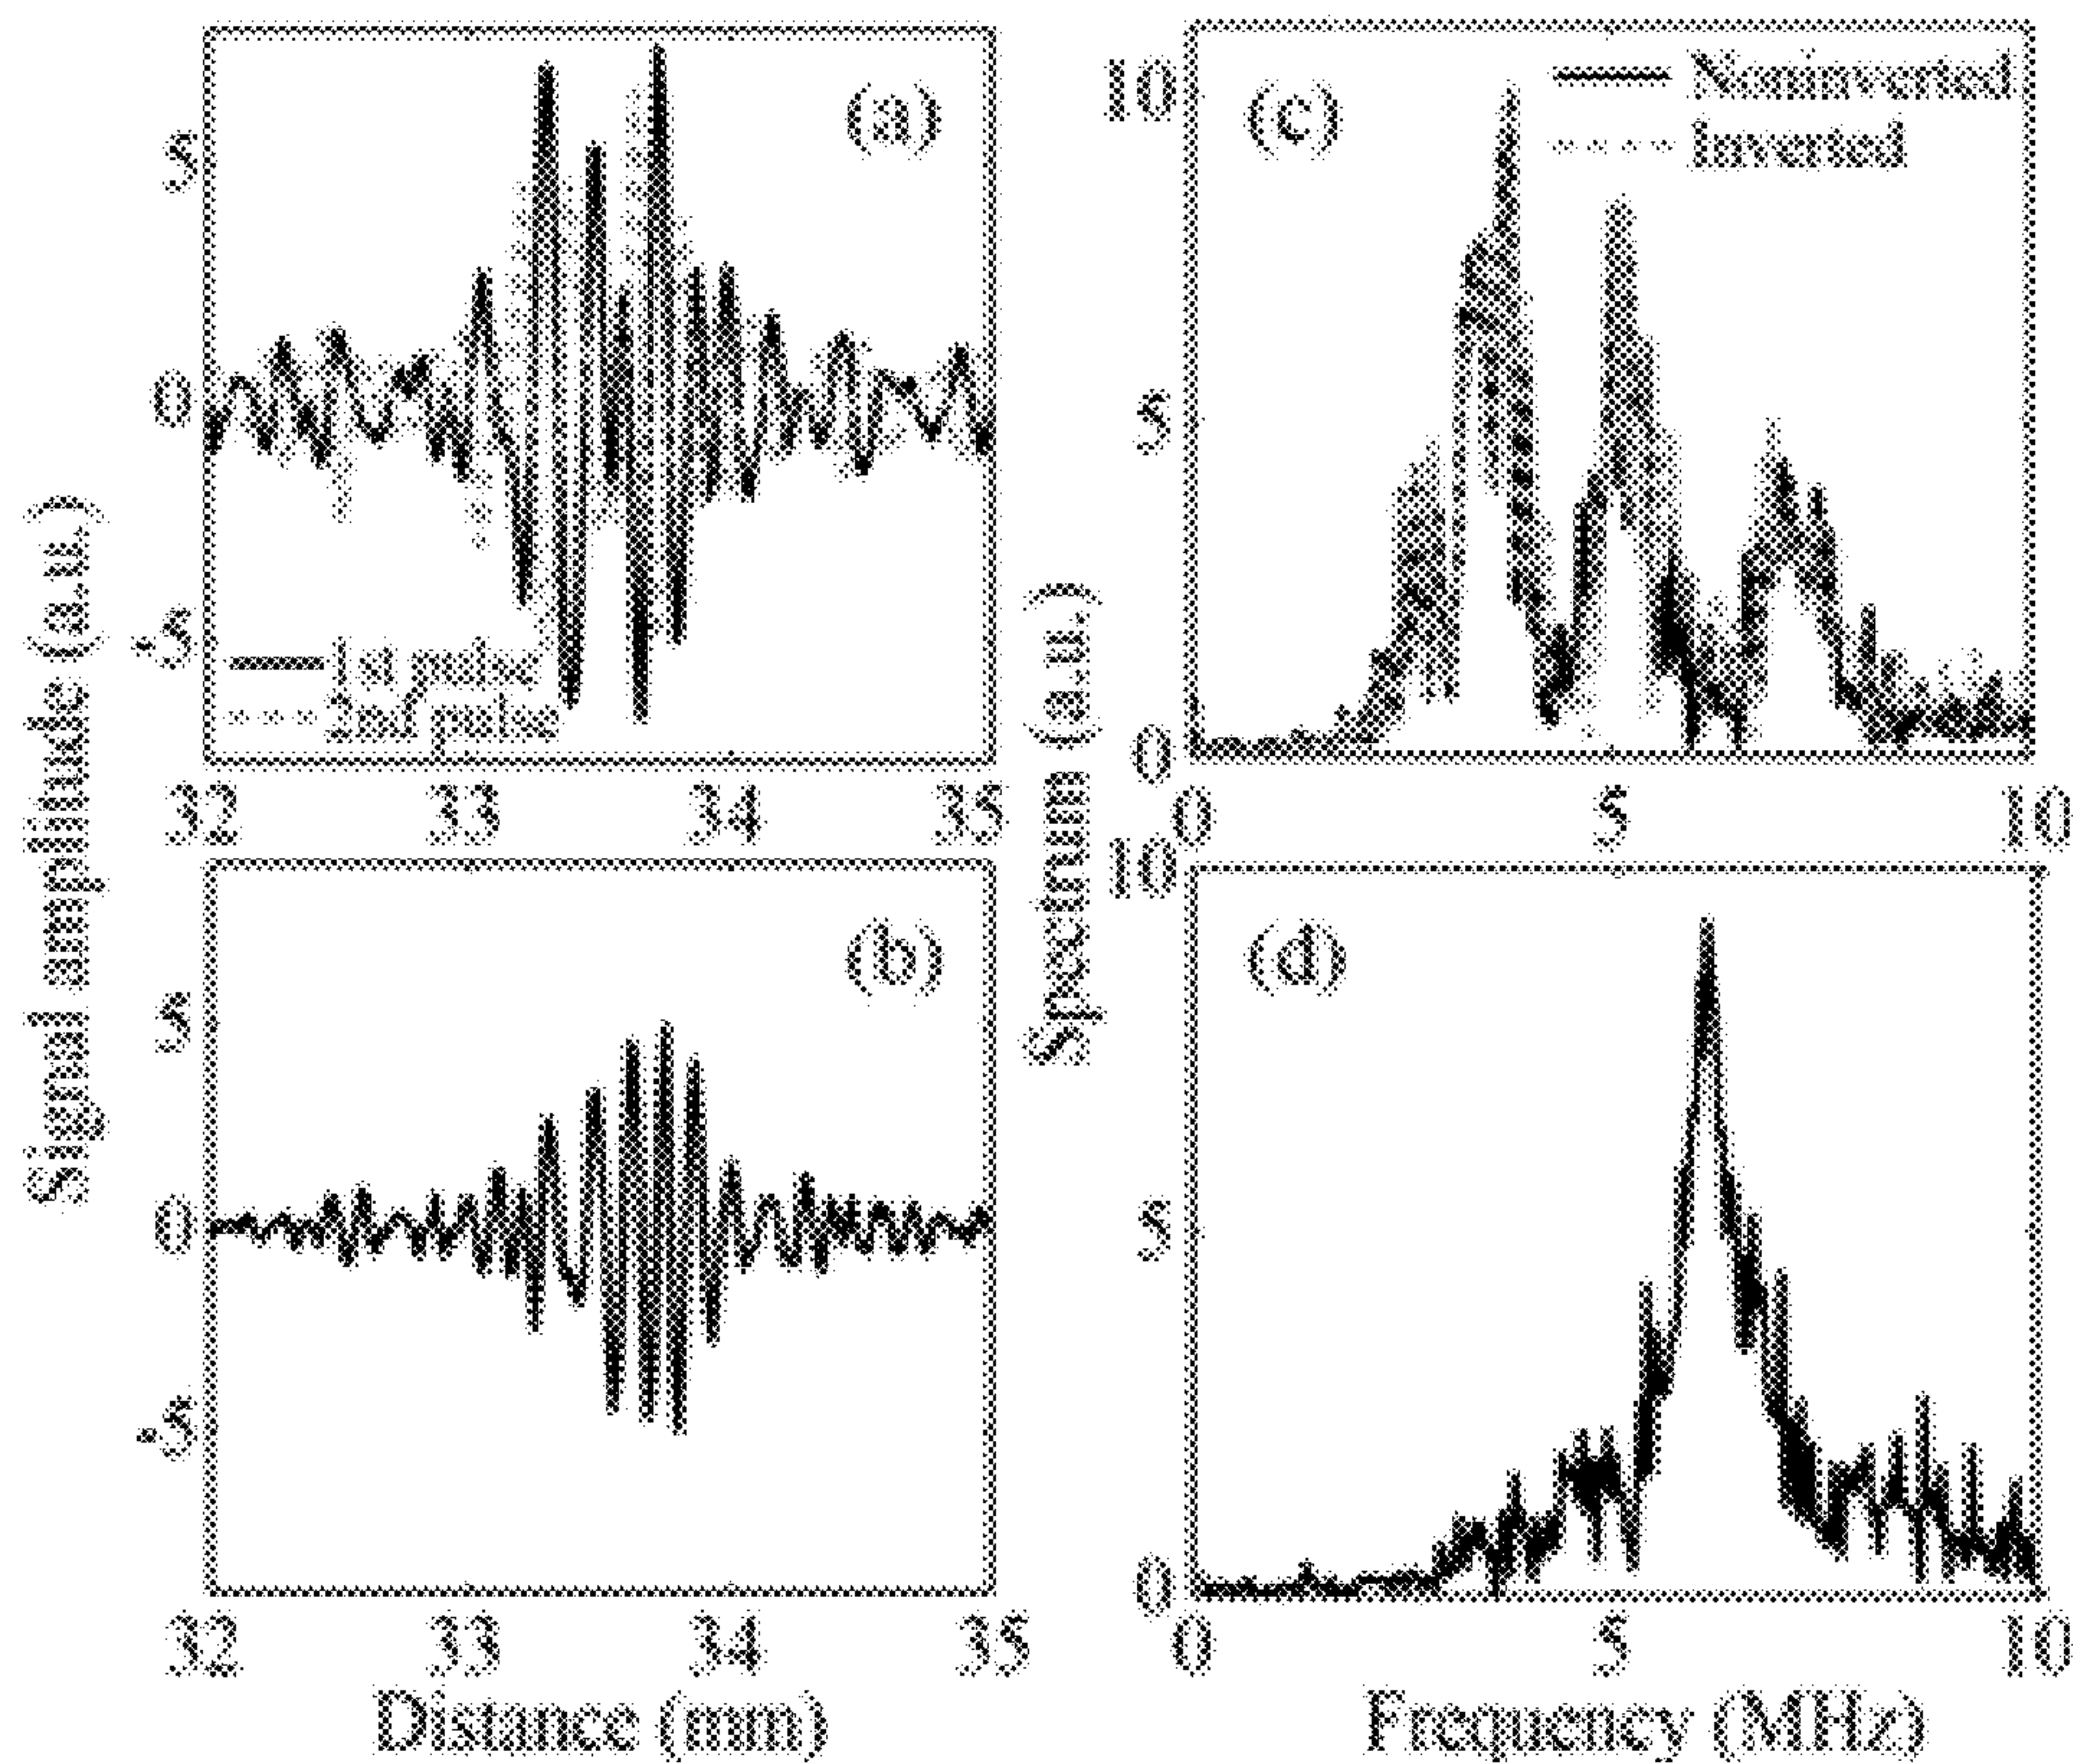 Signal amplitude (a.u.)
(a)
5
0
-5
1st pulse
2nd pulse
32 33 34 35
(b)
5
0
-5
32 33 34 35
Distance (mm)
Spectrum (a.u.)
(c)
Noninverted
Inverted
10
5
0
0 5 10
(d)
10
5
0
0 5 10
Frequency (MHz)